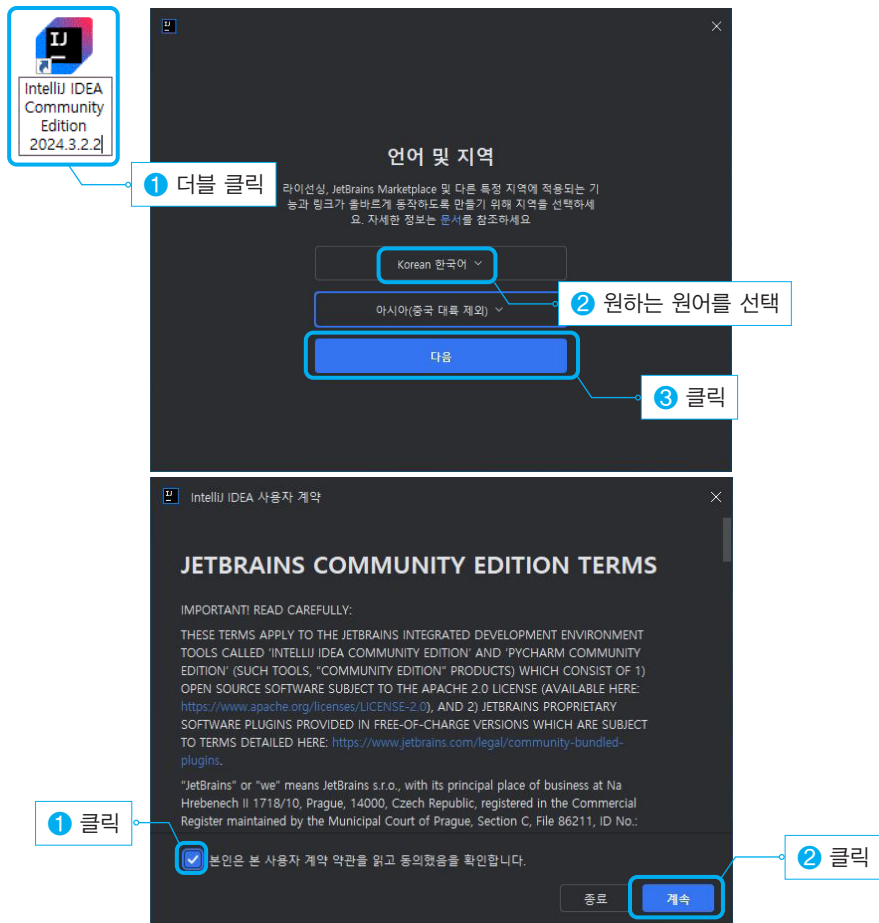 IJ
IntelliJ IDEA
Community
Edition
2024.3.2.2
① 더블 클릭
IJ
언어 및 지역
라이선싱, JetBrains Marketplace 및 다른 특정 지역에 적용되는 기
능과 링크가 올바르게 동작하도록 만들기 위해 지역을 선택하세
요. 자세한 정보는 문서를 참조하세요
Korean 한국어
② 원하는 원어를 선택
아시아(중국 대륙 제외)
다음
③ 클릭
IJ
IntelliJ IDEA 사용자 계약
JETBRAINS COMMUNITY EDITION TERMS
IMPORTANT! READ CAREFULLY:
THESE TERMS APPLY TO THE JETBRAINS INTEGRATED DEVELOPMENT ENVIRONMENT
TOOLS CALLED 'INTELLIJ IDEA COMMUNITY EDITION' AND 'PYCHARM COMMUNITY
EDITION' (SUCH TOOLS, "COMMUNITY EDITION" PRODUCTS) WHICH CONSIST OF 1)
OPEN SOURCE SOFTWARE SUBJECT TO THE APACHE 2.0 LICENSE (AVAILABLE HERE:
https://www.apache.org/licenses/LICENSE-2.0), AND 2) JETBRAINS PROPRIETARY
SOFTWARE PLUGINS PROVIDED IN FREE-OF-CHARGE VERSIONS WHICH ARE SUBJECT
TO TERMS DETAILED HERE: https://www.jetbrains.com/legal/community-bundled-
plugins.
"JetBrains" or "we" means JetBrains s.r.o., with its principal place of business at Na
Hrebenech II 1718/10, Prague, 14000, Czech Republic, registered in the Commercial
Register maintained by the Municipal Court of Prague, Section C, File 86211, ID No.:
① 클릭
본인은 본 사용자 계약 약관을 읽고 동의했음을 확인합니다.
② 클릭
종료
계속